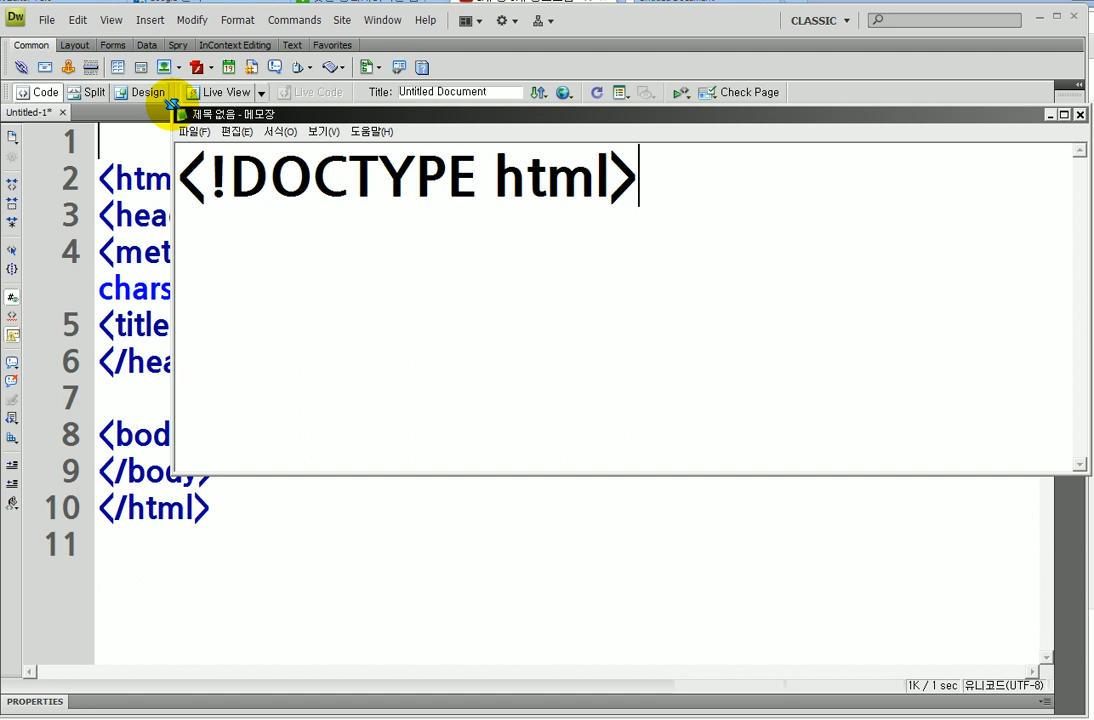 Dw File Edit View Insert Modify Format Commands Site Window Help CLASSIC
Common Layout Forms Data Spry InContext Editing Text Favorites
Code Split Design Live View Live Code Title: Untitled Document Check Page
Untitled-1*
제목 없음 - 메모장
파일(F) 편집(E) 서식(O) 보기(V) 도움말(H)
<!DOCTYPE html>
1
2 <htm
3 <hea
4 <met
chars
5 <title
6 </hea
7
8 <bod
9 </body>
10 </html>
11
1K / 1 sec 유니코드(UTF-8)
PROPERTIES